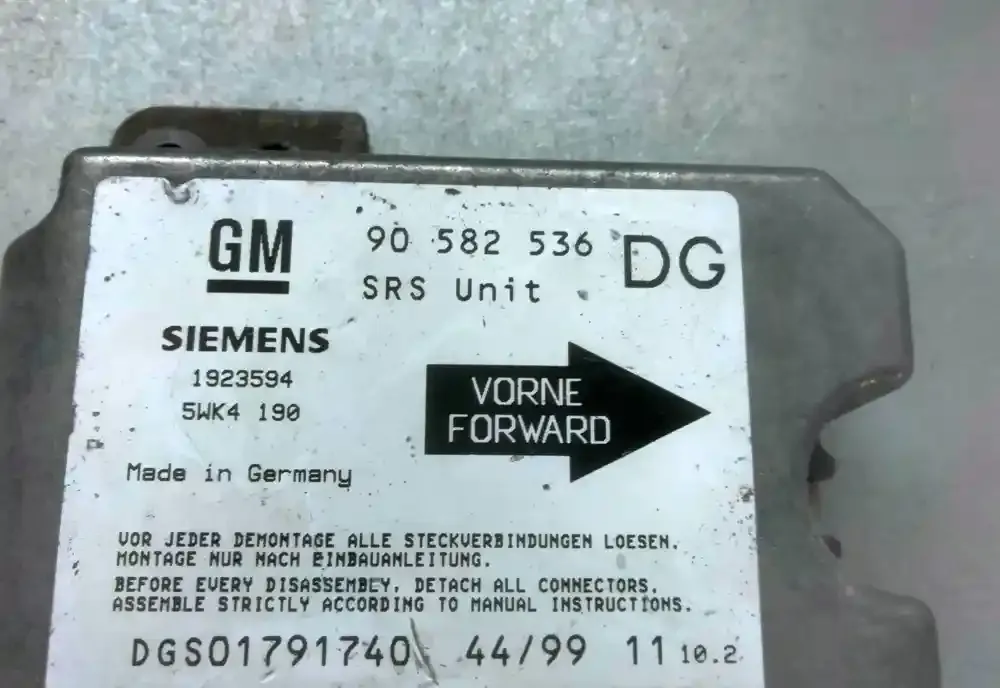 GM 90 582 536 DG
SRS Unit
SIEMENS
1923594
5WK4 190
VORNE
FORWARD
Made in Germany
VOR JEDER DEMONTAGE ALLE STECKVERBINDUNGEN LOESEN.
MONTAGE NUR NACH EINBAUANLEITUNG.
BEFORE EVERY DISASSEMBLY, DETACH ALL CONNECTORS.
ASSEMBLE STRICTLY ACCORDING TO MANUAL INSTRUCTIONS.
DGS01791740 44/99 11 10.2